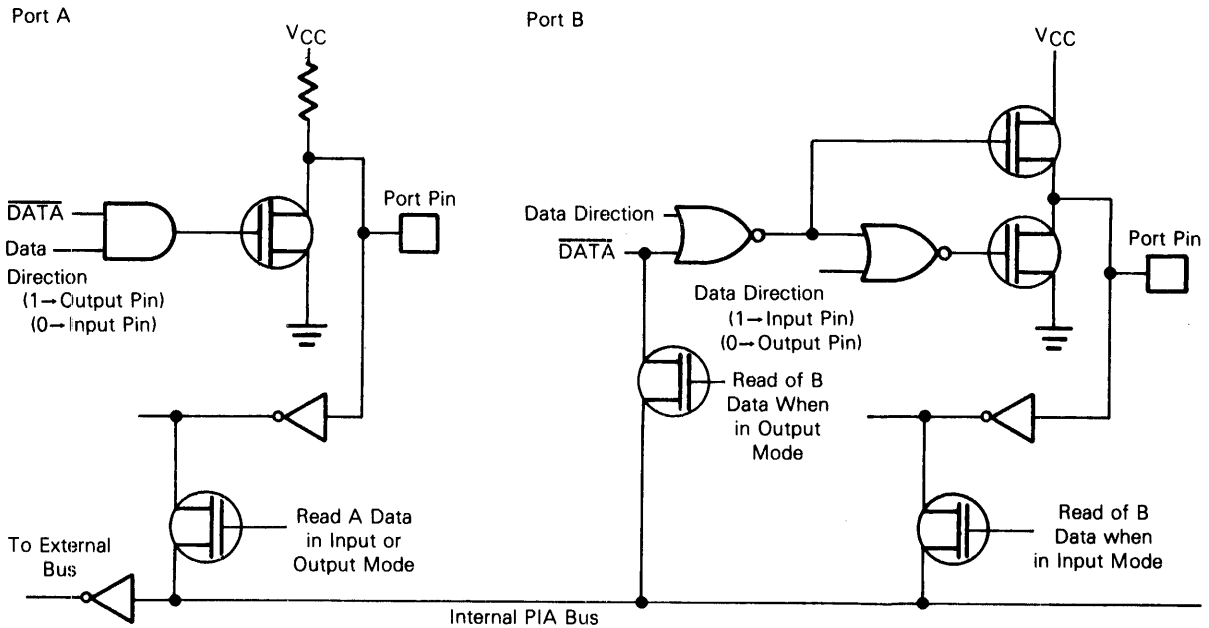 Port A
VCC
DATA
Data
Direction
(1→Output Pin)
(0→Input Pin)
Port Pin
Read A Data
in Input or
Output Mode
To External
Bus
Internal PIA Bus
Port B
VCC
Data Direction
DATA
Data Direction
(1→Input Pin)
(0→Output Pin)
Port Pin
Read of B
Data When
in Output
Mode
Read of B
Data when
in Input Mode